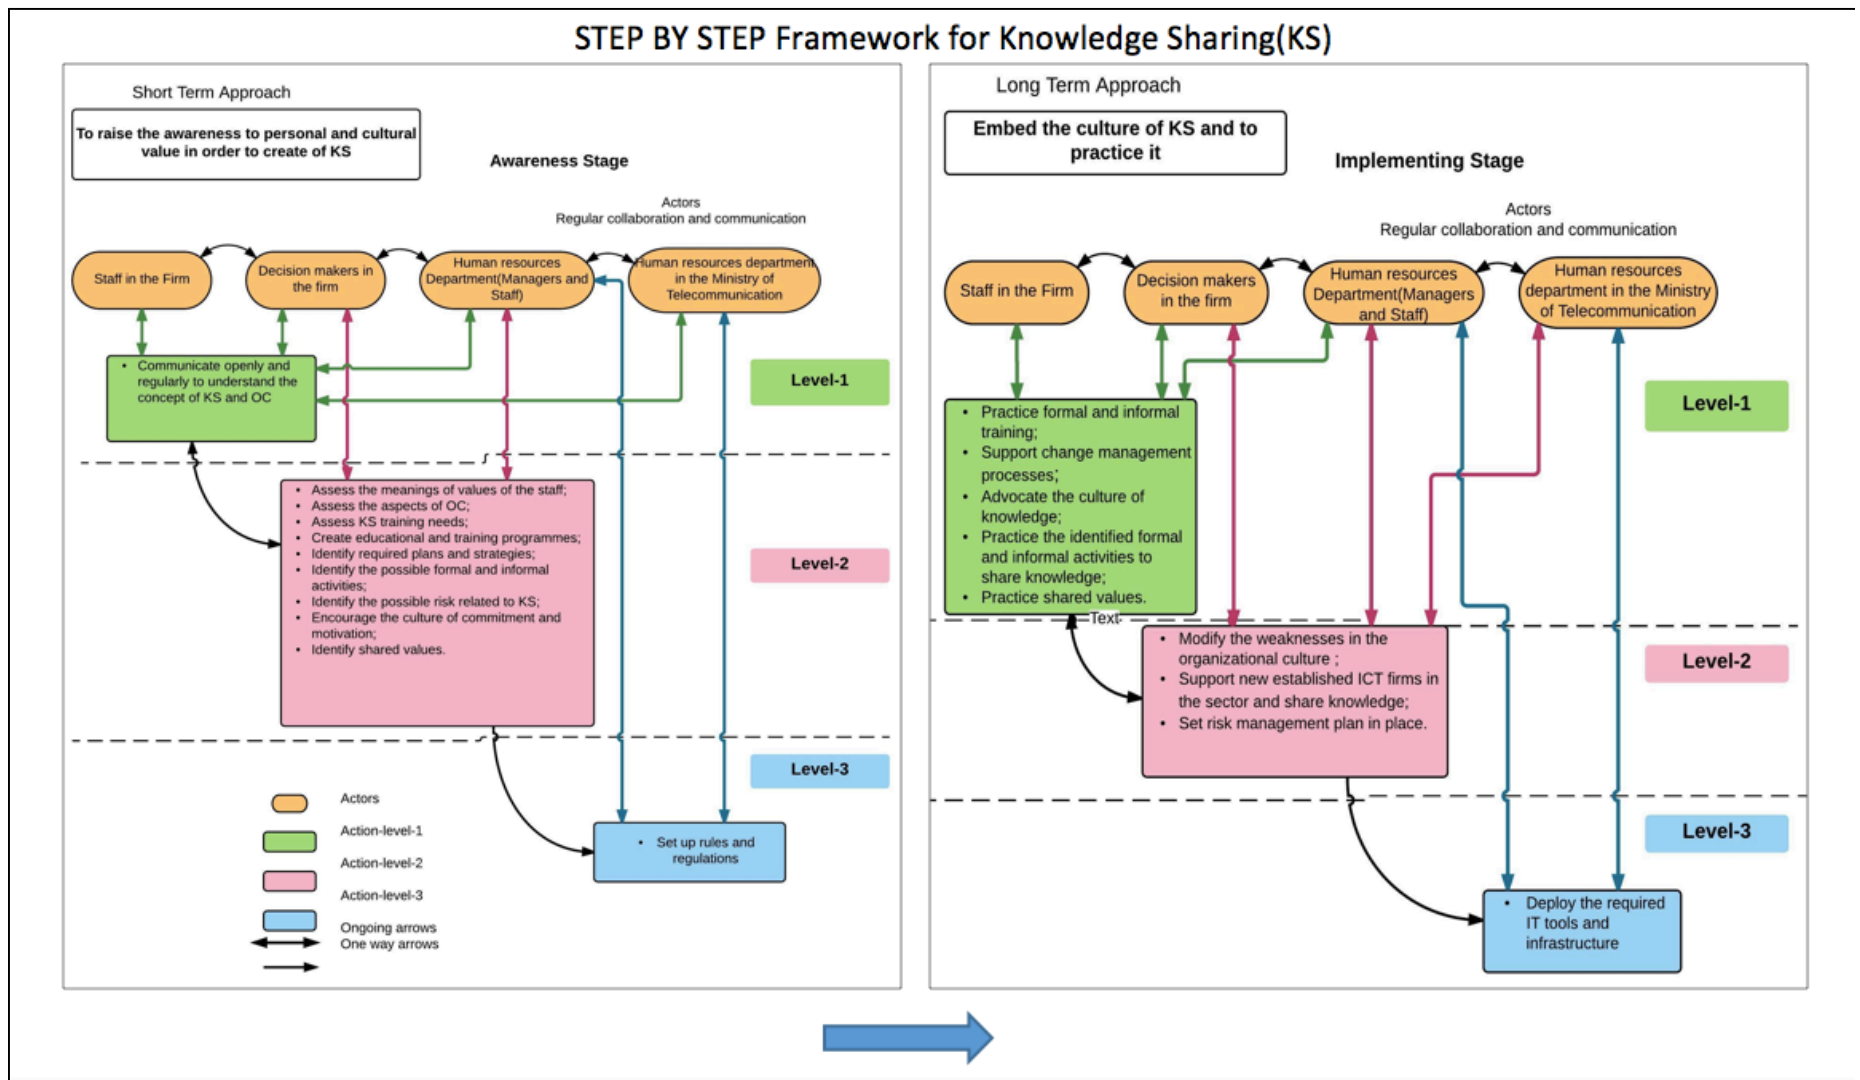 STEP BY STEP Framework for Knowledge Sharing(KS)
Short Term Approach
To raise the awareness to personal and cultural
value in order to create of KS
Awareness Stage
Actors
Regular collaboration and communication
Staff in the Firm
Decision makers in
the firm
Human resources
Department(Managers and
Staff)
Human resources department
in the Ministry of
Telecommunication
• Communicate openly and
regularly to understand the
concept of KS and OC
Level-1
• Assess the meanings of values of the staff;
• Assess the aspects of OC;
• Assess KS training needs;
• Create educational and training programmes;
• Identify required plans and strategies;
• Identify the possible formal and informal
activities;
• Identify the possible risk related to KS;
• Encourage the culture of commitment and
motivation;
• Identify shared values.
Level-2
Level-3
• Set up rules and
regulations
Actors
Action-level-1
Action-level-2
Action-level-3
Ongoing arrows
One way arrows
Long Term Approach
Embed the culture of KS and to
practice it
Implementing Stage
Actors
Regular collaboration and communication
Staff in the Firm
Decision makers
in the firm
Human resources
Department(Managers
and Staff)
Human resources
department in the Ministry
of Telecommunication
• Practice formal and informal
training;
• Support change management
processes;
• Advocate the culture of
knowledge;
• Practice the identified formal
and informal activities to
share knowledge;
• Practice shared values.
Level-1
Text
• Modify the weaknesses in the
organizational culture ;
• Support new established ICT firms in
the sector and share knowledge;
• Set risk management plan in place.
Level-2
Level-3
• Deploy the required
IT tools and
infrastructure